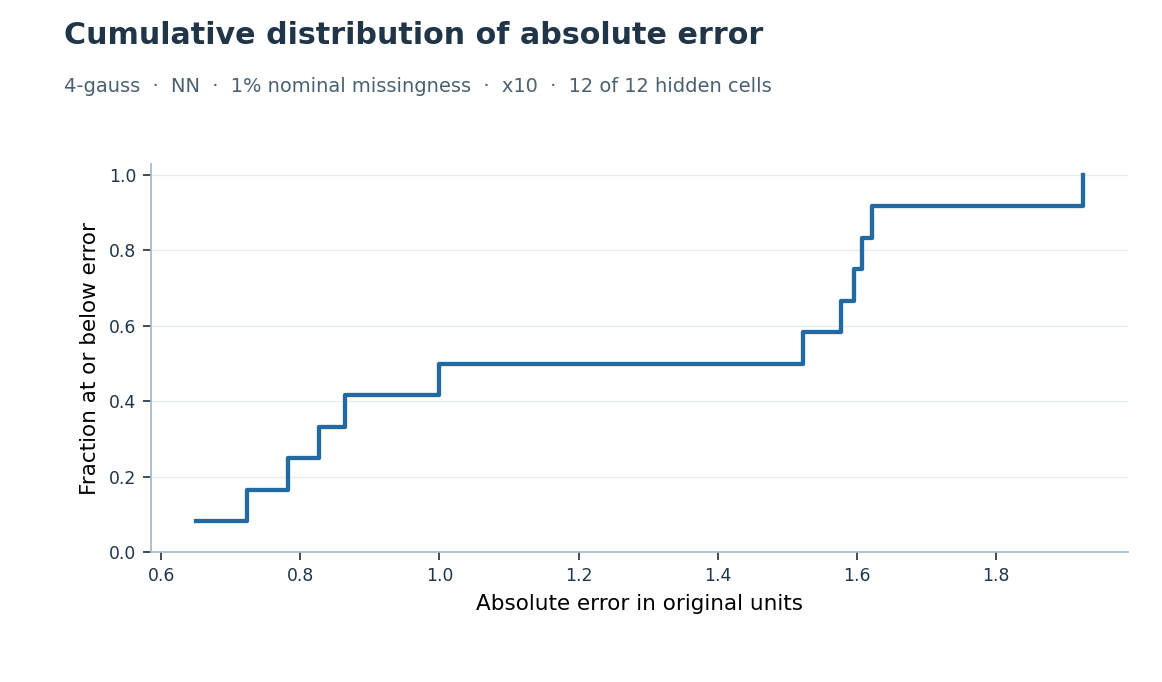 Cumulative distribution of absolute error
4-gauss · NN · 1% nominal missingness · x10 · 12 of 12 hidden cells
Fraction at or below error
1.0
0.8
0.6
0.4
0.2
0.0
0.6 0.8 1.0 1.2 1.4 1.6 1.8
Absolute error in original units